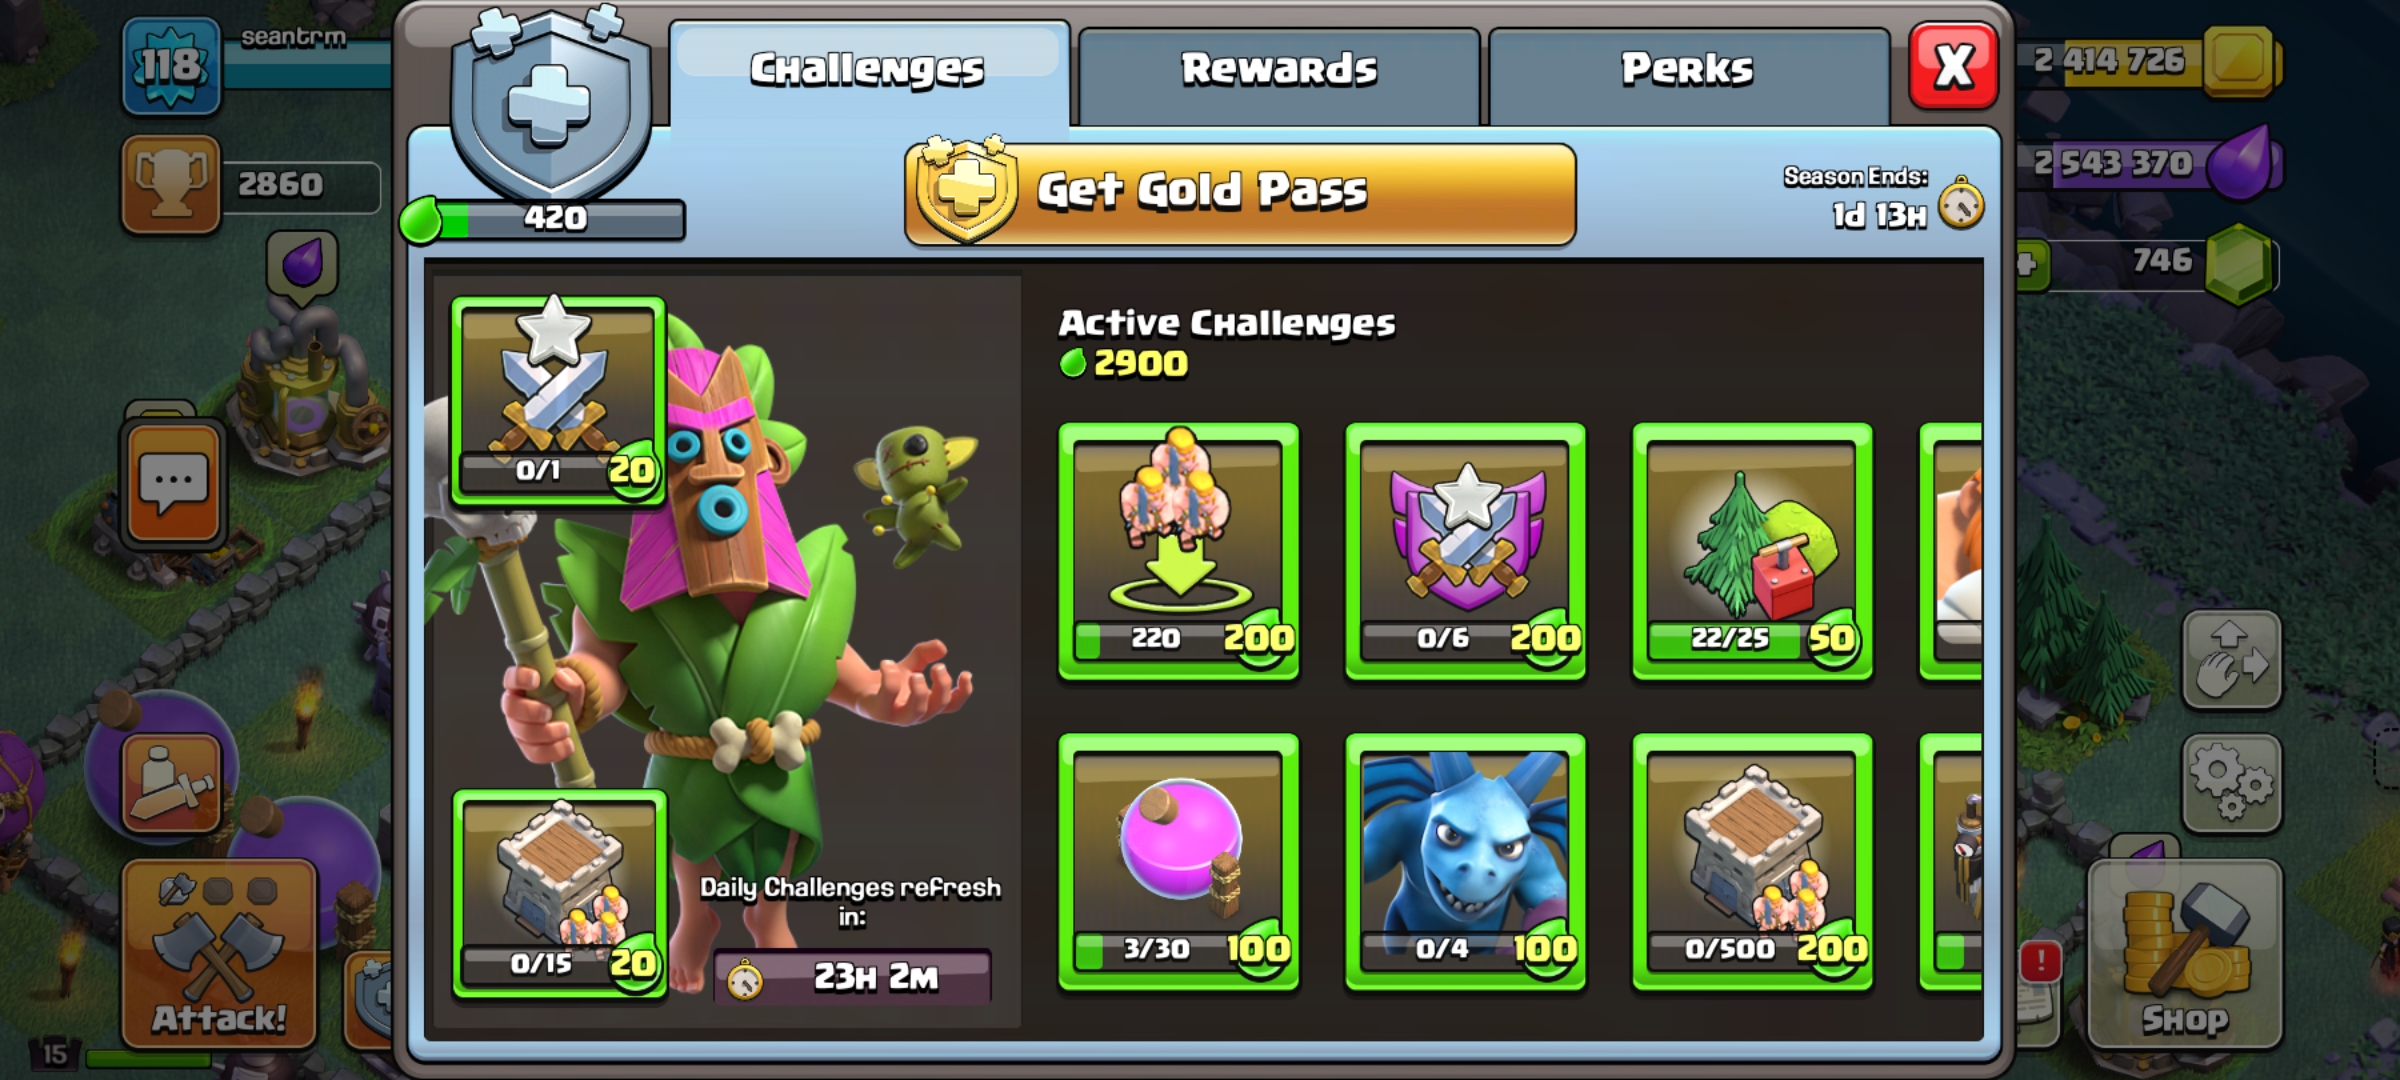 118
seantrm
2860
Challenges
Rewards
Perks
X
2 414 726
2 543 370
746
420
Get Gold Pass
Season Ends:
1d 13H
Active Challenges
2900
0/1
20
220
200
0/6
200
22/25
50
0/15
20
Daily Challenges refresh
in:
23H 2M
3/30
100
0/4
100
0/500
200
Attack!
15
!
Shop